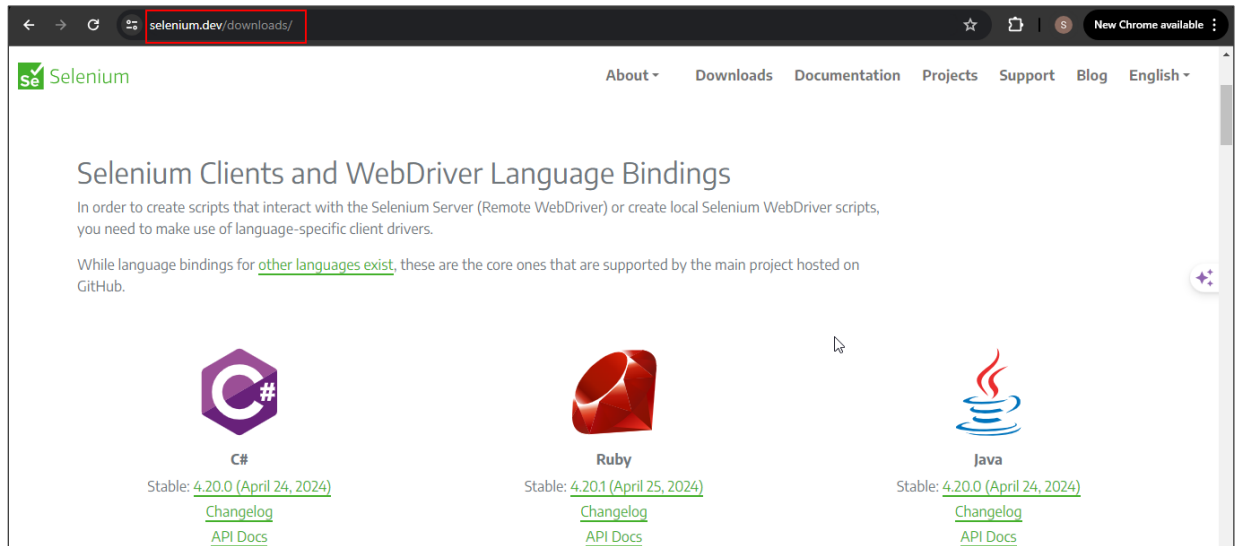 selenium.dev/downloads/
S
New Chrome available
Se Selenium
About
Downloads
Documentation
Projects
Support
Blog
English
Selenium Clients and WebDriver Language Bindings
In order to create scripts that interact with the Selenium Server (Remote WebDriver) or create local Selenium WebDriver scripts,
you need to make use of language-specific client drivers.
While language bindings for other languages exist, these are the core ones that are supported by the main project hosted on
GitHub.
C#
C#
Stable: 4.20.0 (April 24, 2024)
Changelog
API Docs
Ruby
Stable: 4.20.1 (April 25, 2024)
Changelog
API Docs
Java
Stable: 4.20.0 (April 24, 2024)
Changelog
API Docs